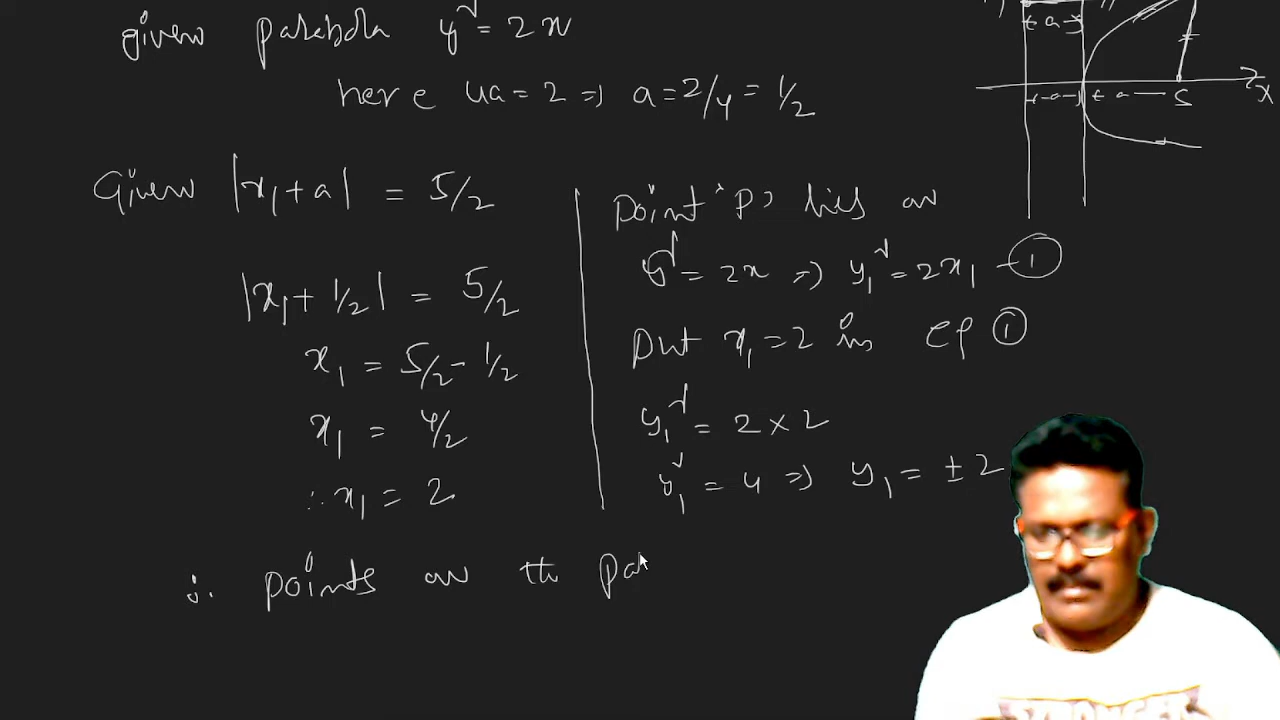 given parabola y² = 2x
here 4a = 2 ⇒ a = 2/4 = 1/2
Given |x₁ + a| = 5/2
|x₁ + 1/2| = 5/2
x₁ = 5/2 - 1/2
x₁ = 4/2
∴ x₁ = 2
Point 'P' lies on
y² = 2x ⇒ y₁² = 2x₁ - ①
Put x₁ = 2 in eq ①
y₁² = 2 × 2
y₁² = 4 ⇒ y₁ = ± 2
∴ points on the pa
a
a
a
S
X
STRONGER